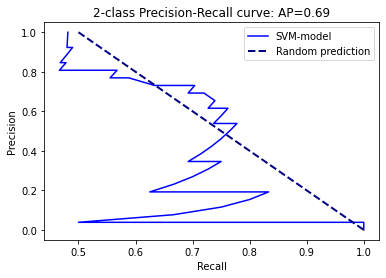 2-class Precision-Recall curve: AP=0.69
SVM-model
Random prediction
Precision
1.0
0.8
0.6
0.4
0.2
0.0
0.5 0.6 0.7 0.8 0.9 1.0
Recall